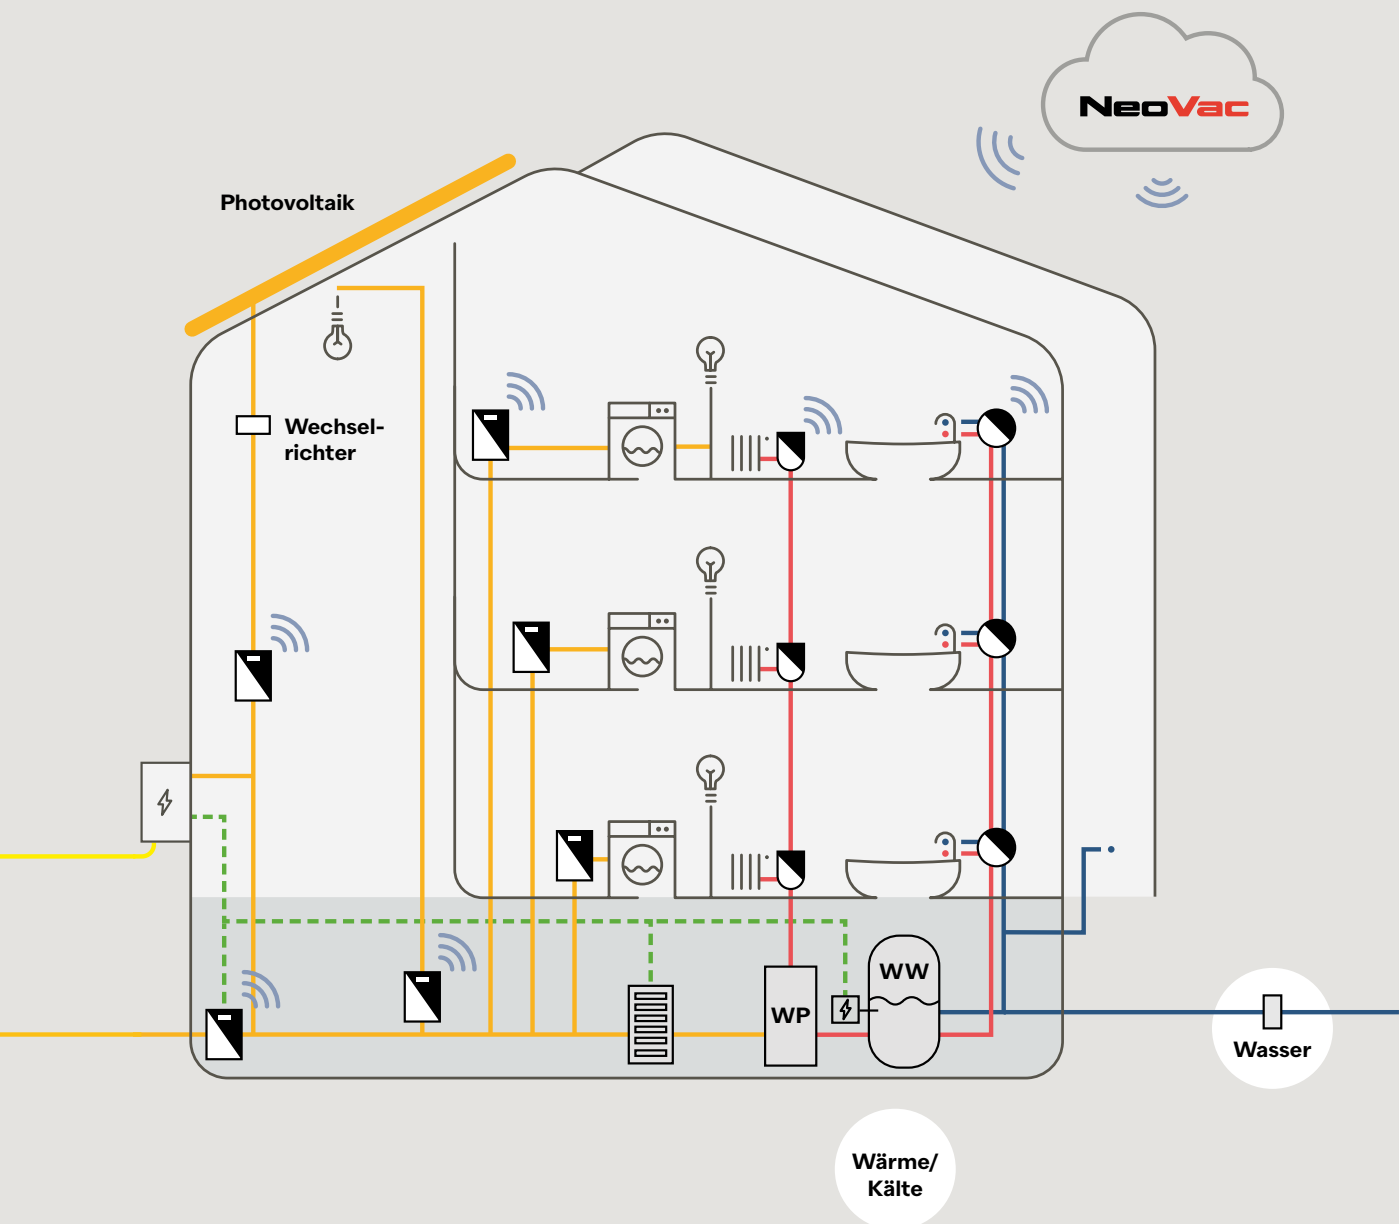 NeoVac
Photovoltaik
Wechsel-
richter
WW
WP
Wasser
Wärme/
Kälte